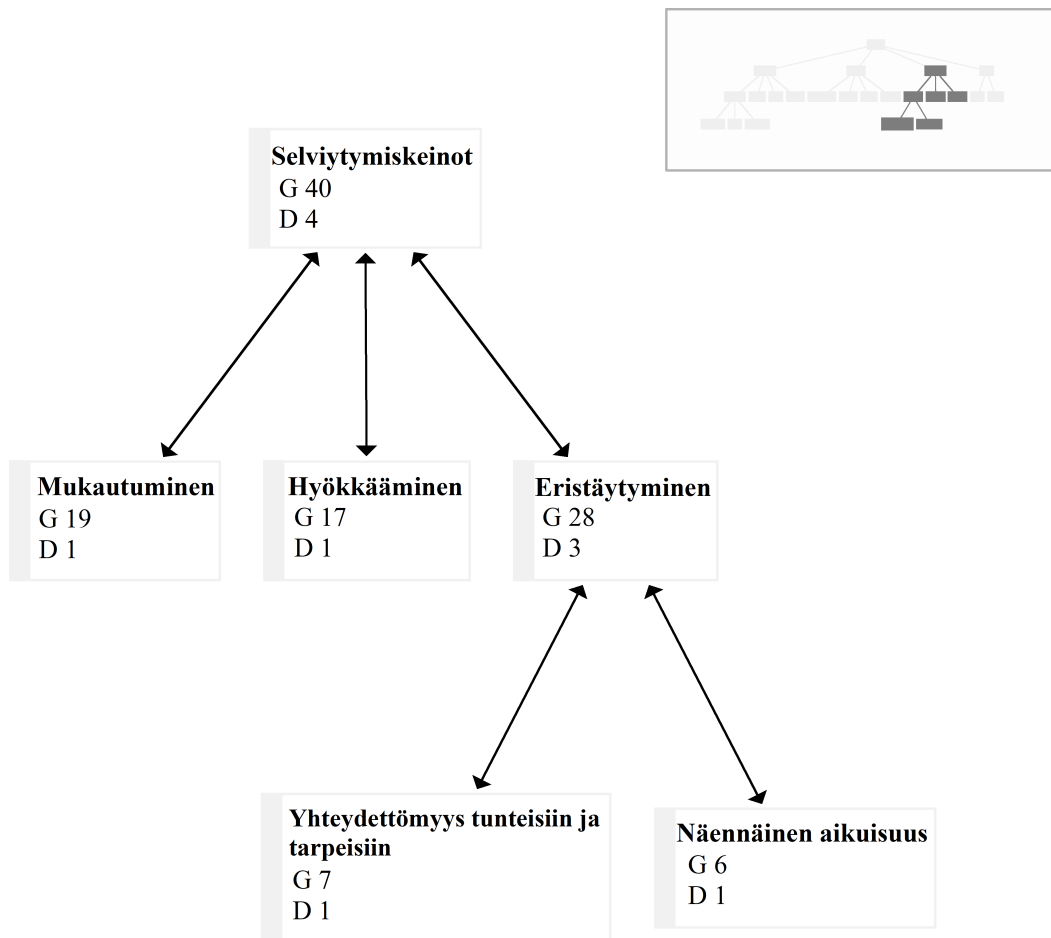 Selviytymiskeinot
G 40
D 4
Mukautuminen
G 19
D 1
Hyökkääminen
G 17
D 1
Eristäytyminen
G 28
D 3
Yhteydettömyys tunteisiin ja
tarpeisiin
G 7
D 1
Näennäinen aikuisuus
G 6
D 1